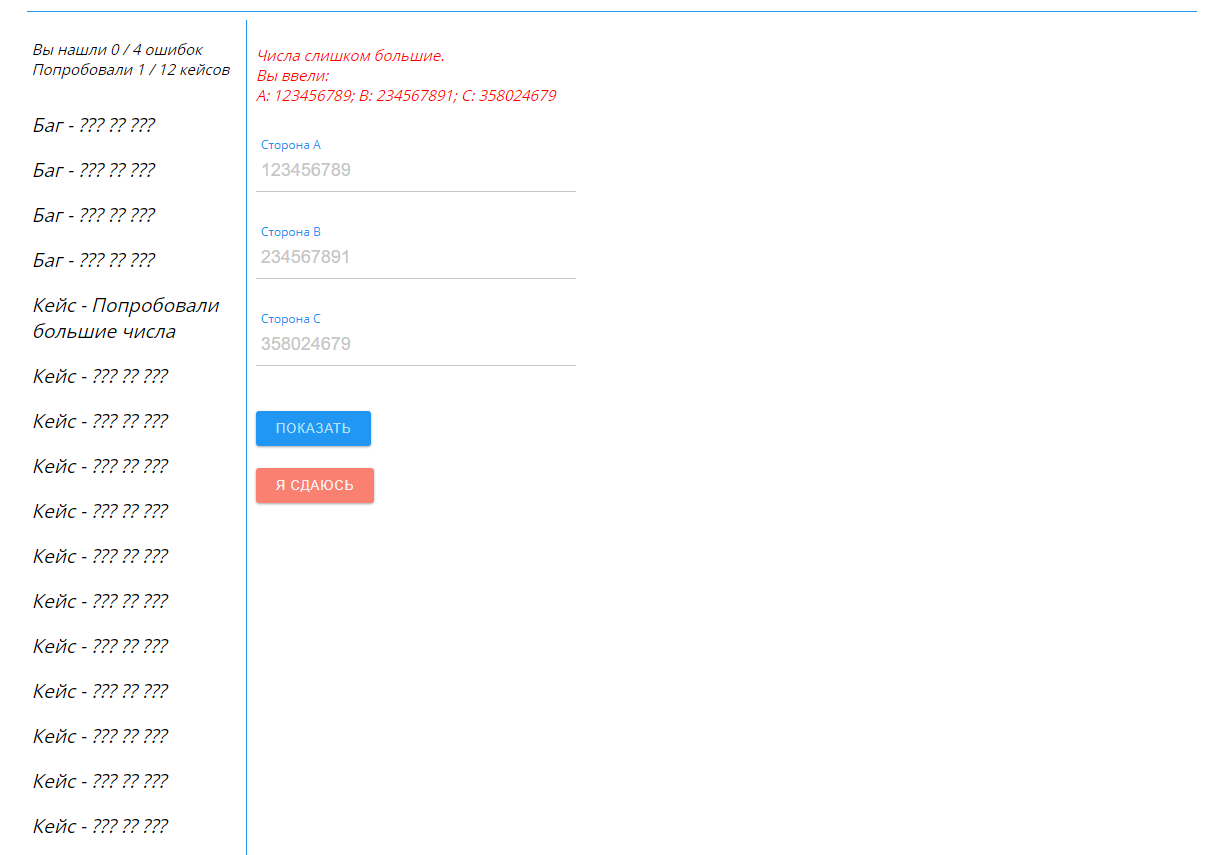 Вы нашли 0 / 4 ошибок
Попробовали 1 / 12 кейсов
Баг - ??? ?? ???
Баг - ??? ?? ???
Баг - ??? ?? ???
Баг - ??? ?? ???
Кейс - Попробовали
большие числа
Кейс - ??? ?? ???
Кейс - ??? ?? ???
Кейс - ??? ?? ???
Кейс - ??? ?? ???
Кейс - ??? ?? ???
Кейс - ??? ?? ???
Кейс - ??? ?? ???
Кейс - ??? ?? ???
Кейс - ??? ?? ???
Кейс - ??? ?? ???
Кейс - ??? ?? ???
Числа слишком большие.
Вы ввели:
A: 123456789; B: 234567891; C: 358024679
Сторона A
123456789
Сторона B
234567891
Сторона C
358024679
ПОКАЗАТЬ
Я СДАЮСЬ